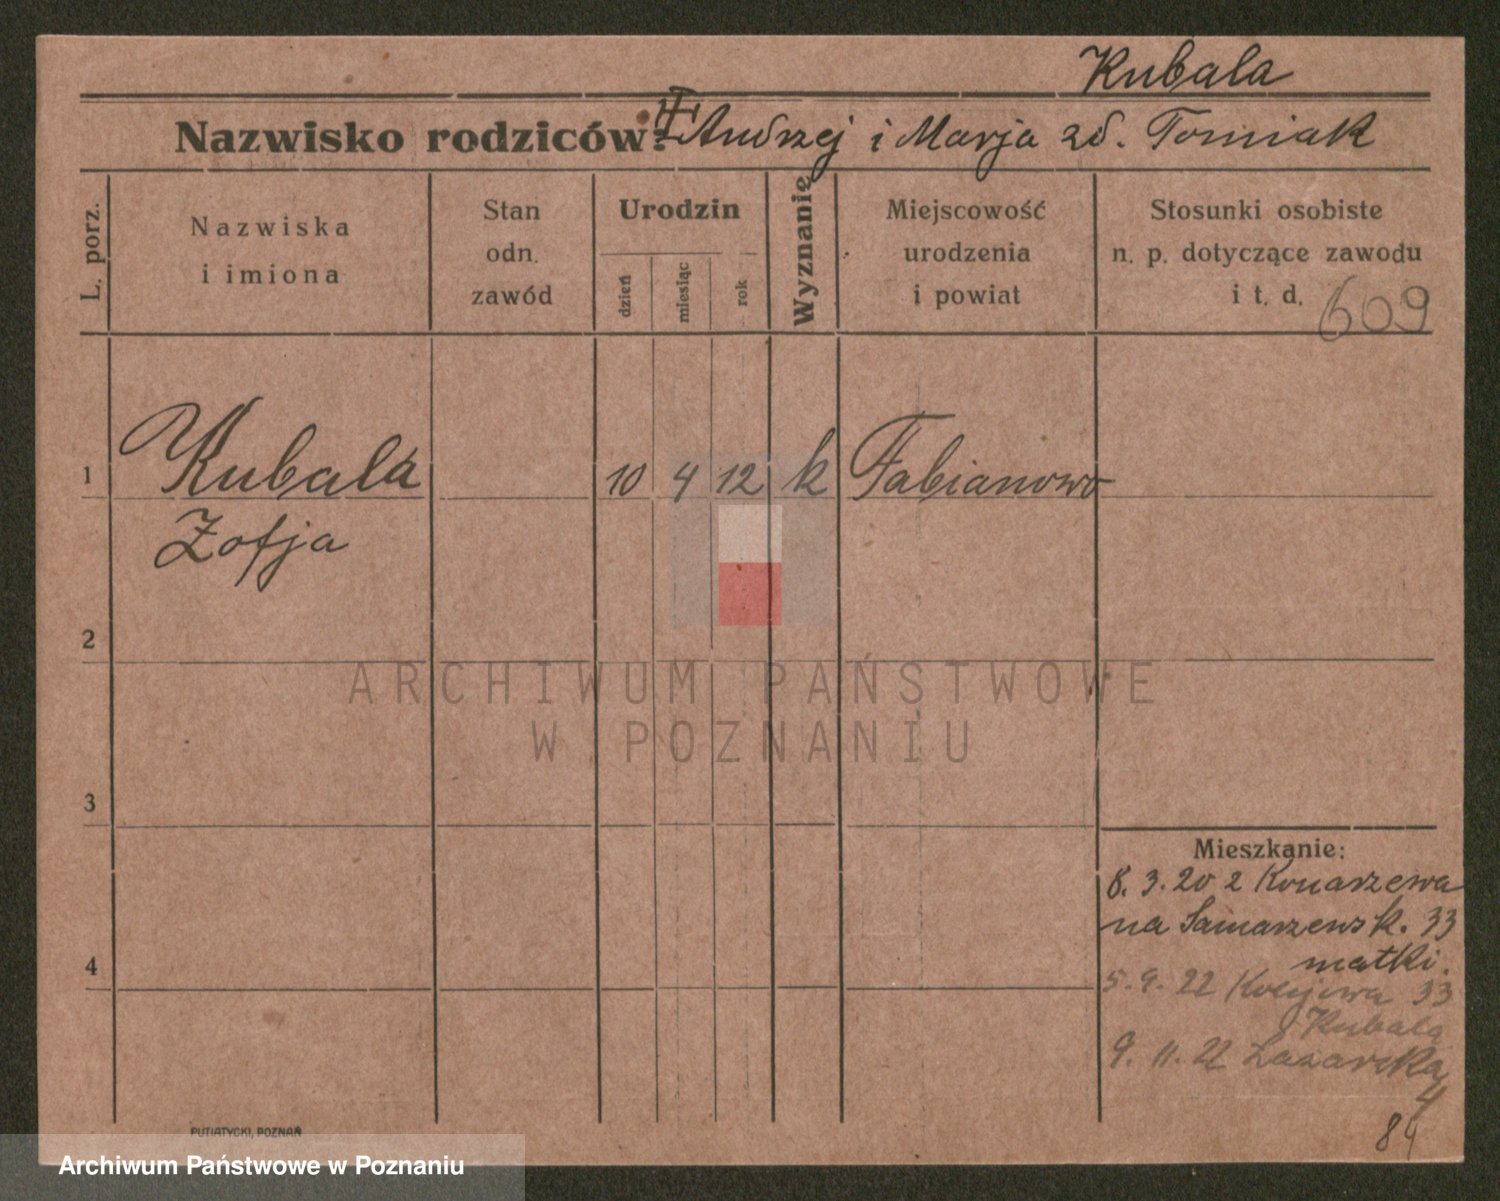 Kubala
Nazwisko rodziców: Andrzej i Marja zd. Tomiak
L. porz.
Nazwiska
i imiona
Stan
odn.
zawód
Urodzin
dzień
miesiąc
rok
Wyznanie
Miejscowość
urodzenia
i powiat
Stosunki osobiste
n. p. dotyczące zawodu
i t. d.
609
1 Kubala 10 4 12 k Fabianowo
Zofja
2
3
4
Mieszkanie:
8. 3. 20 z Konarzewa
na Samarzewsk. 33
matki.
5. 9. 22 Kolejowa 33
Kubala
9. 11. 22 Łazarska
4
84
PUTIATYCKI, POZNAŃ
ARCHIWUM PAŃSTWOWE
W POZNANIU
Archiwum Państwowe w Poznaniu